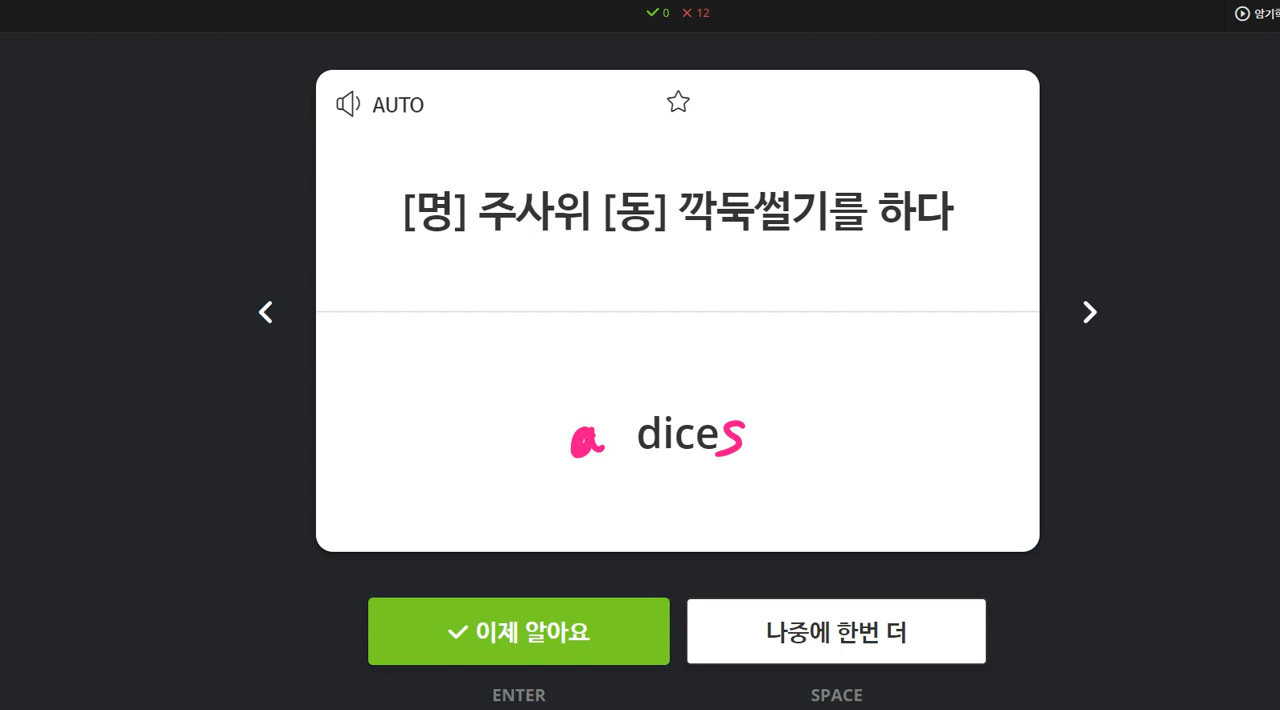 0 12
AUTO
[명] 주사위 [동] 깍둑썰기를 하다
a dices
이제 알아요
나중에 한번 더
ENTER
SPACE